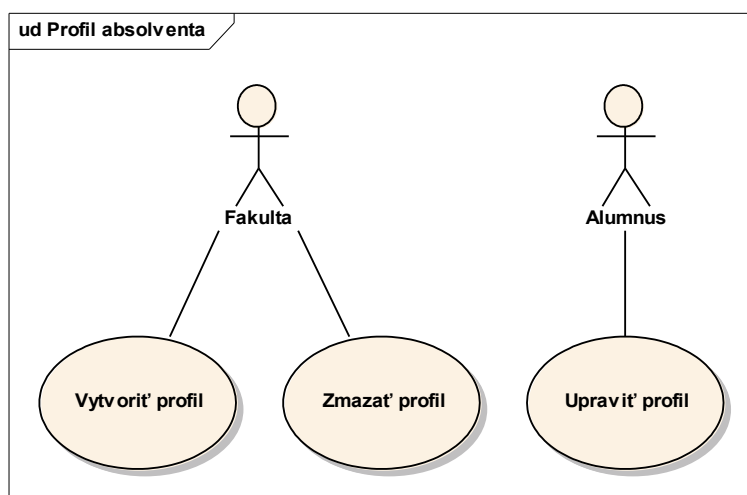 ud Profil absolventa
Fakulta
Alumnus
Vytvoriť profil
Zmazať profil
Upraviť profil